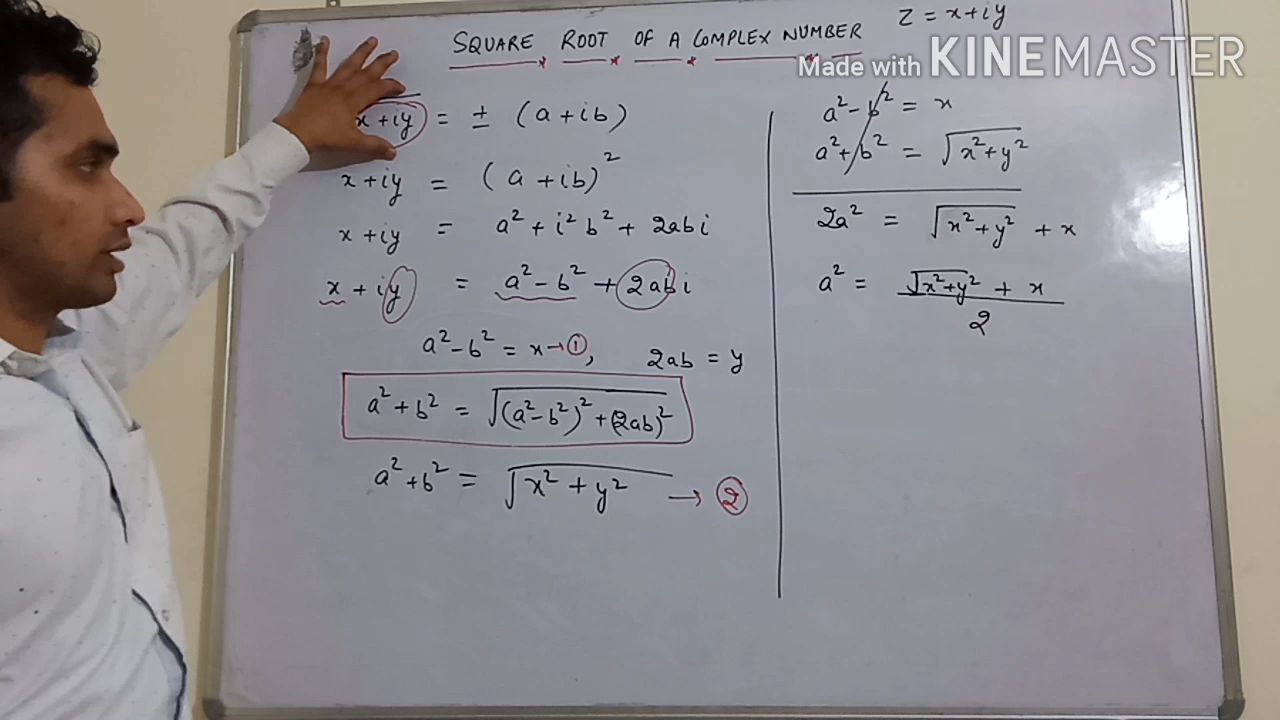 SQUARE ROOT OF A COMPLEX NUMBER
z = x+iy
Made with KINEMASTER
x+iy = ± (a+ib)
x+iy = (a+ib)²
x+iy = a²+i²b²+2abi
x+iy = a²-b²+2abi
a²-b² = x→①, 2ab = y
a²+b² = √(a²-b²)²+(2ab)²
a²+b² = √x²+y² → ②
a²-b² = x
a²+b² = √x²+y²
2a² = √x²+y² + x
a² = √x²+y² + x
2